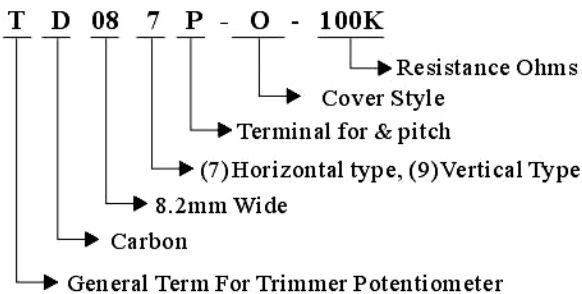 T D 08 7 P - O - 100K
Resistance Ohms
Cover Style
Terminal for & pitch
(7)Horizontal type, (9)Vertical Type
8.2mm Wide
Carbon
General Term For Trimmer Potentiometer